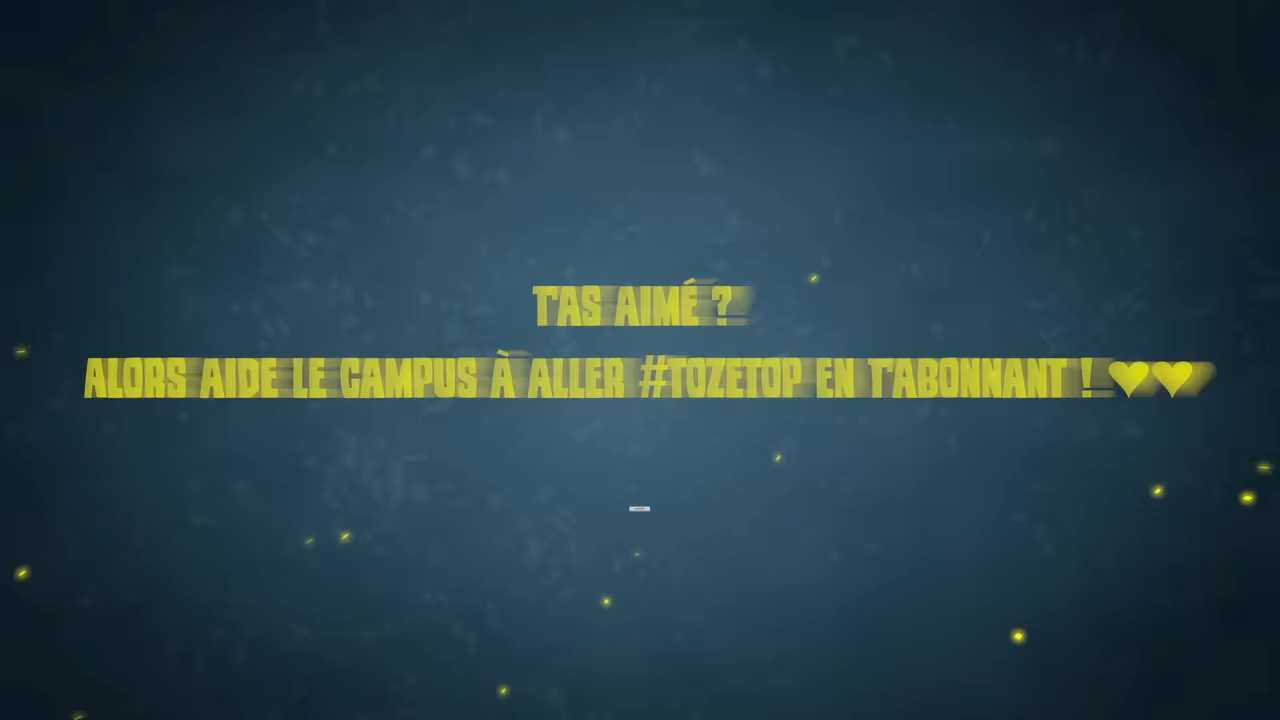 T'AS AIMÉ ?
ALORS AIDE LE CAMPUS À ALLER #TOZETOP EN T'ABONNANT ! ♥♥